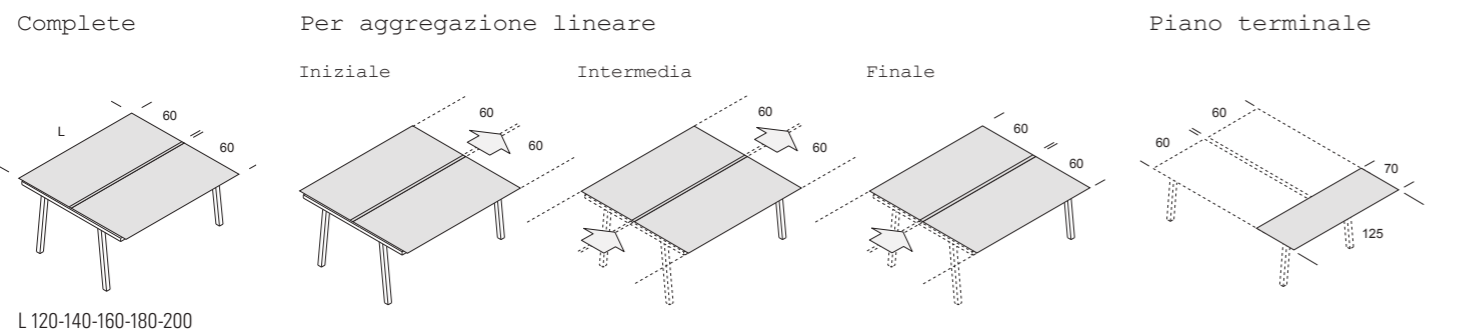 Complete
Per aggregazione lineare
Piano terminale
Iniziale
Intermedia
Finale
L
60
60
60
60
60
60
60
60
60
60
70
125
L 120-140-160-180-200